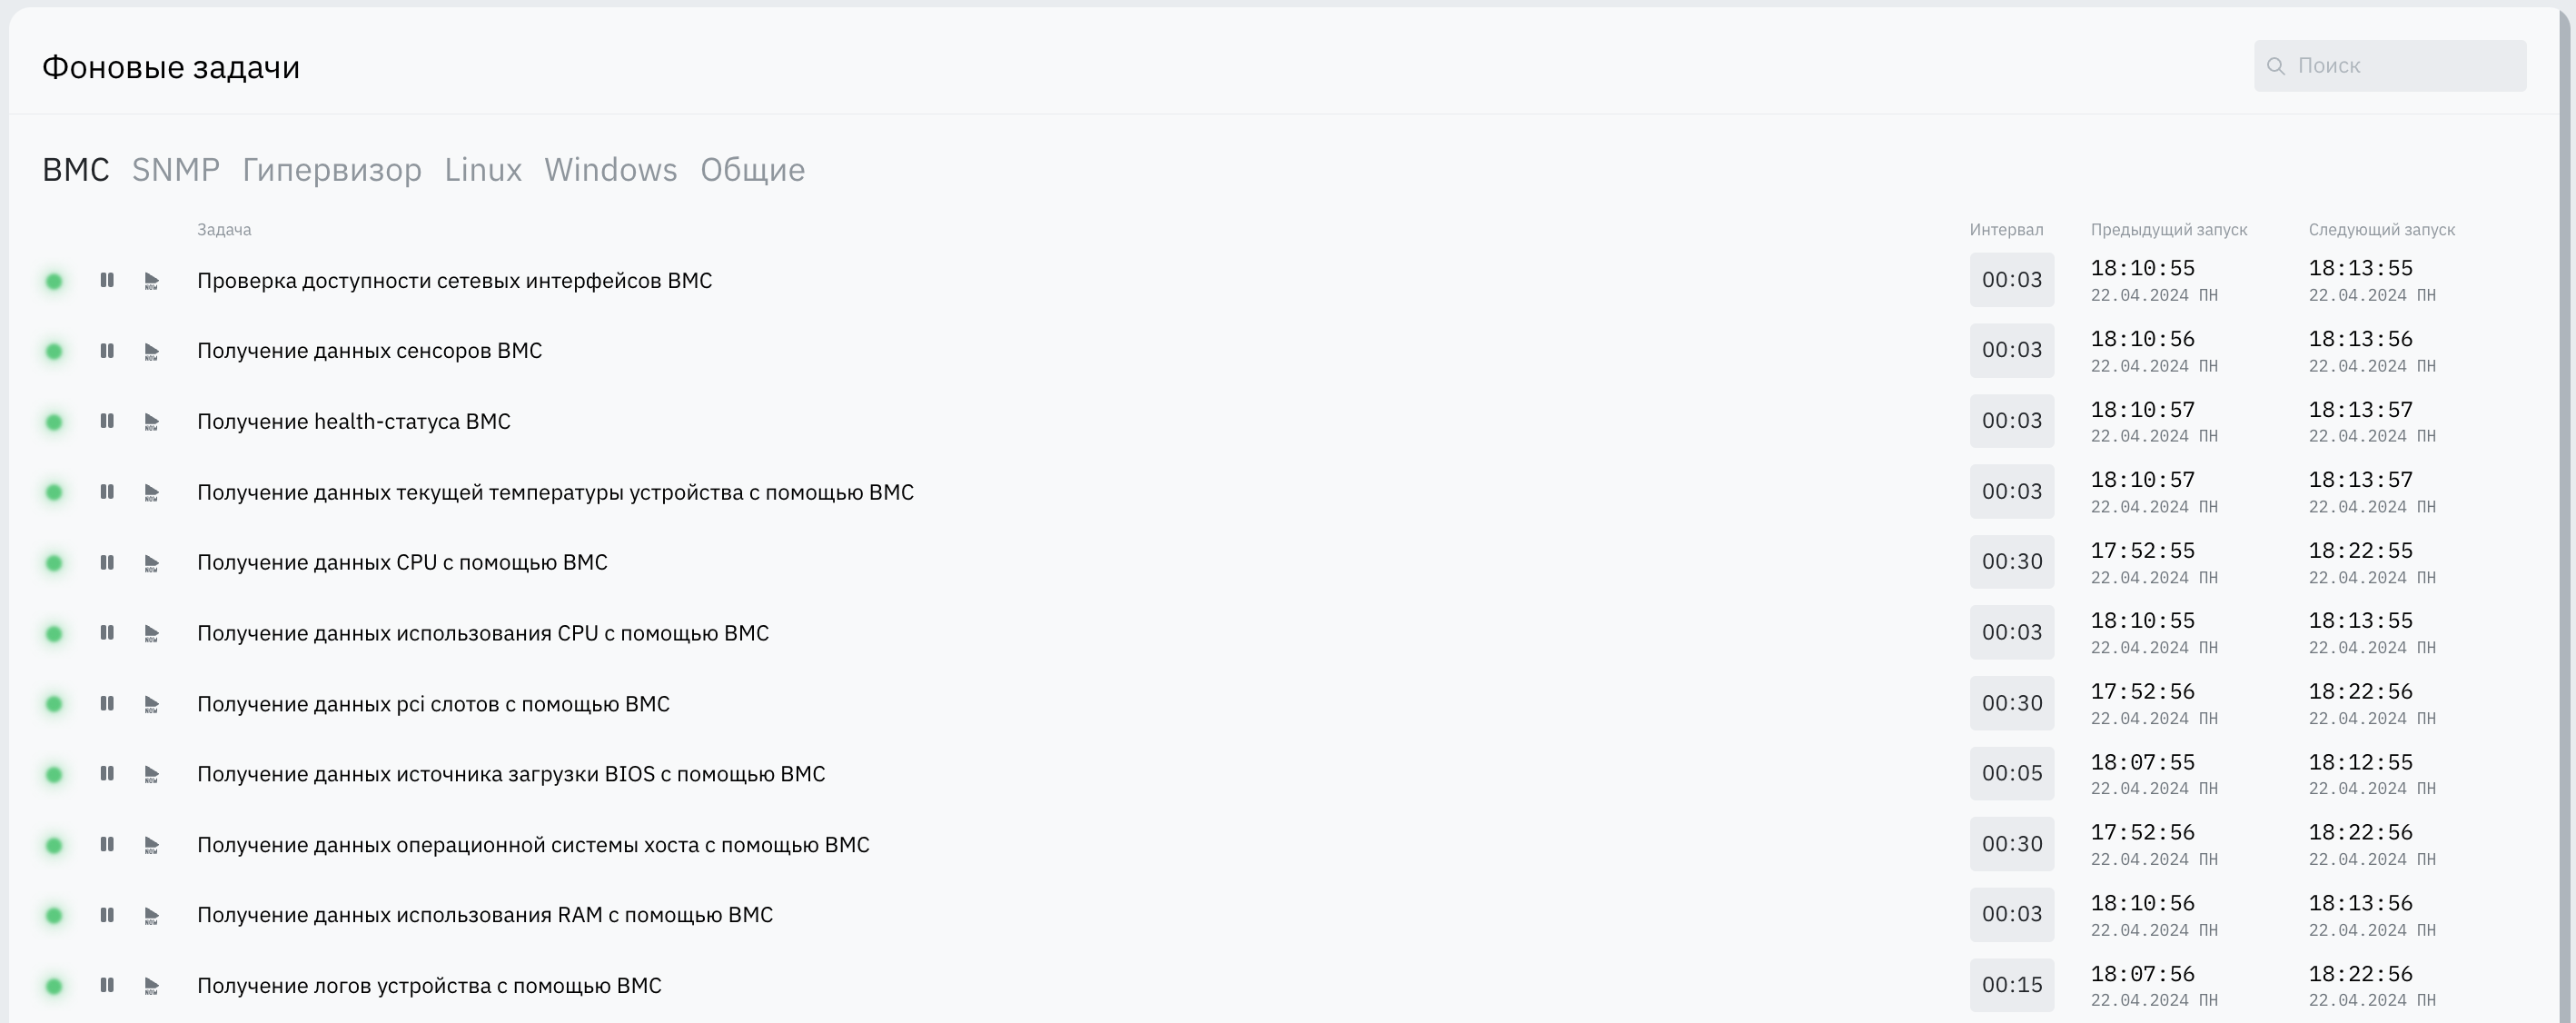 Фоновые задачи
Поиск
BMC SNMP Гипервизор Linux Windows Общие
Задача Интервал Предыдущий запуск Следующий запуск
NOW Проверка доступности сетевых интерфейсов BMC 00:03 18:10:55 18:13:55
22.04.2024 ПН 22.04.2024 ПН
NOW Получение данных сенсоров BMC 00:03 18:10:56 18:13:56
22.04.2024 ПН 22.04.2024 ПН
NOW Получение health-статуса BMC 00:03 18:10:57 18:13:57
22.04.2024 ПН 22.04.2024 ПН
NOW Получение данных текущей температуры устройства с помощью BMC 00:03 18:10:57 18:13:57
22.04.2024 ПН 22.04.2024 ПН
NOW Получение данных CPU с помощью BMC 00:30 17:52:55 18:22:55
22.04.2024 ПН 22.04.2024 ПН
NOW Получение данных использования CPU с помощью BMC 00:03 18:10:55 18:13:55
22.04.2024 ПН 22.04.2024 ПН
NOW Получение данных pci слотов с помощью BMC 00:30 17:52:56 18:22:56
22.04.2024 ПН 22.04.2024 ПН
NOW Получение данных источника загрузки BIOS с помощью BMC 00:05 18:07:55 18:12:55
22.04.2024 ПН 22.04.2024 ПН
NOW Получение данных операционной системы хоста с помощью BMC 00:30 17:52:56 18:22:56
22.04.2024 ПН 22.04.2024 ПН
NOW Получение данных использования RAM с помощью BMC 00:03 18:10:56 18:13:56
22.04.2024 ПН 22.04.2024 ПН
NOW Получение логов устройства с помощью BMC 00:15 18:07:56 18:22:56
22.04.2024 ПН 22.04.2024 ПН